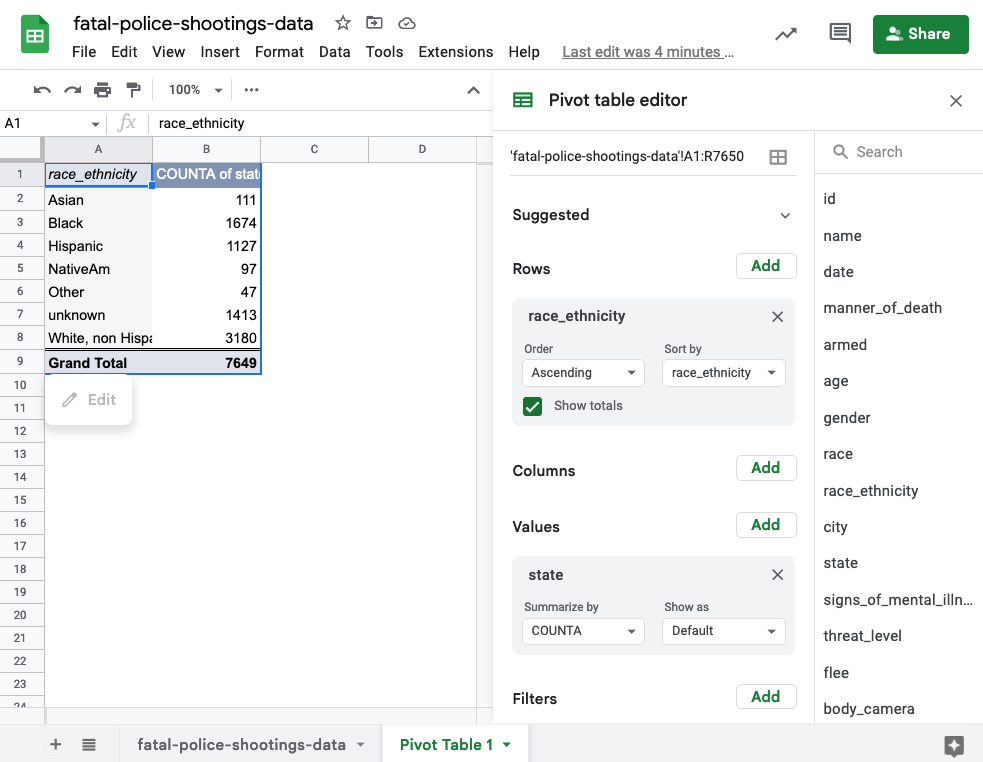 fatal-police-shootings-data
File Edit View Insert Format Data Tools Extensions Help Last edit was 4 minutes …
Share
100%
A1 fx race_ethnicity
A B C D
1 race_ethnicity COUNTA of state
2 Asian 111
3 Black 1674
4 Hispanic 1127
5 NativeAm 97
6 Other 47
7 unknown 1413
8 White, non Hispa 3180
9 Grand Total 7649
10
Edit
11
12
13
14
15
16
17
18
19
20
21
22
23
24
Pivot table editor
'fatal-police-shootings-data'!A1:R7650
Suggested
Rows Add
race_ethnicity
Order Sort by
Ascending race_ethnicity
Show totals
Columns Add
Values Add
state
Summarize by Show as
COUNTA Default
Filters Add
Search
id
name
date
manner_of_death
armed
age
gender
race
race_ethnicity
city
state
signs_of_mental_illn…
threat_level
flee
body_camera
fatal-police-shootings-data Pivot Table 1